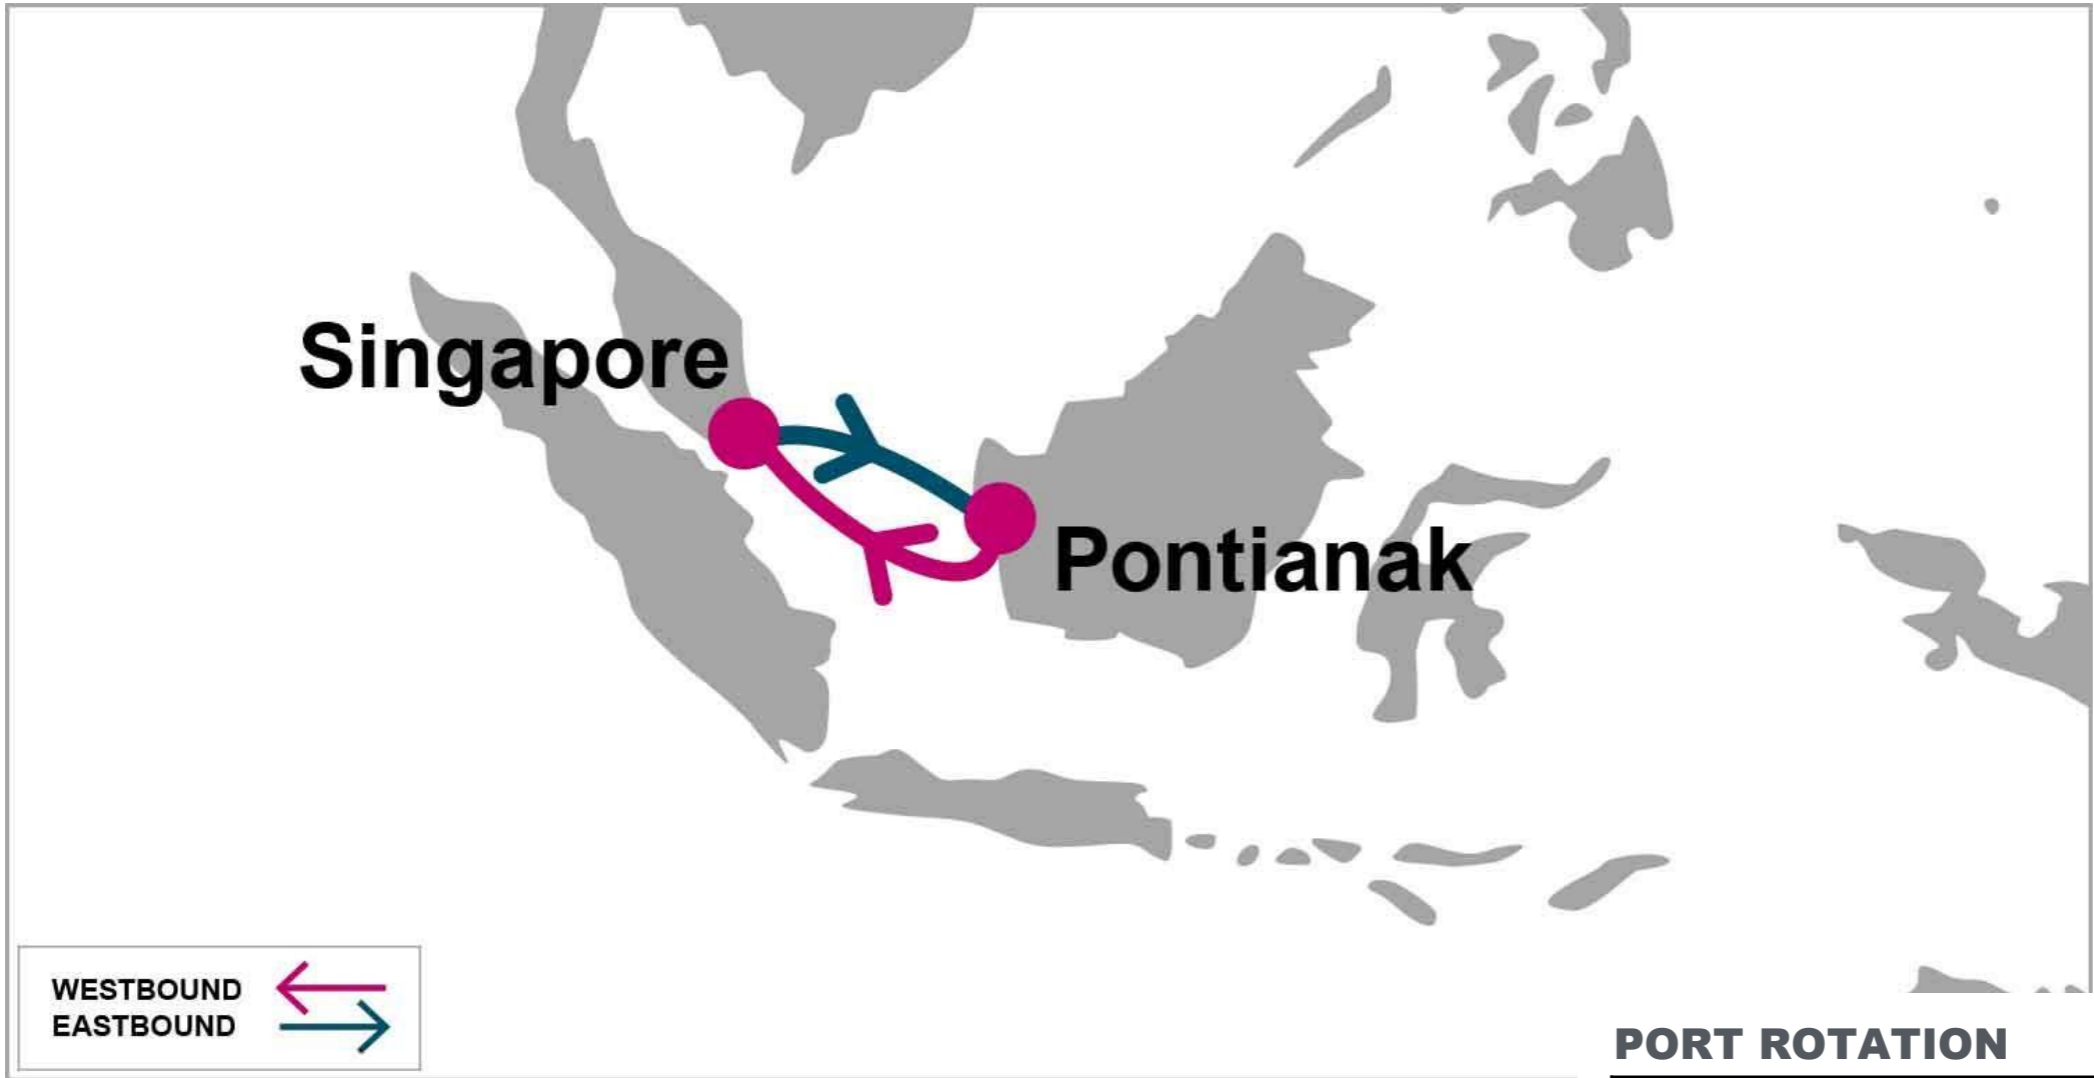 Singapore
Pontianak
WESTBOUND
EASTBOUND
PORT ROTATION